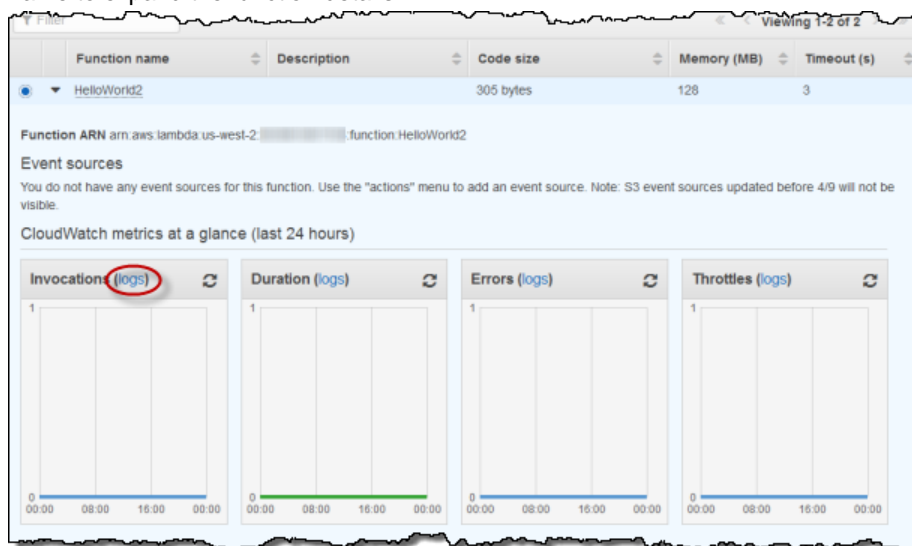 Filter
Viewing 1-2 of 2
Function name Description Code size Memory (MB) Timeout (s)
HelloWorld2 305 bytes 128 3
Function ARN arn:aws:lambda:us-west-2: :function:HelloWorld2
Event sources
You do not have any event sources for this function. Use the "actions" menu to add an event source. Note: S3 event sources updated before 4/9 will not be
visible.
CloudWatch metrics at a glance (last 24 hours)
Invocations (logs) Duration (logs) Errors (logs) Throttles (logs)
1 1 1 1
0 0 0 0
00:00 08:00 16:00 00:00 00:00 08:00 16:00 00:00 00:00 08:00 16:00 00:00 00:00 08:00 16:00 00:00